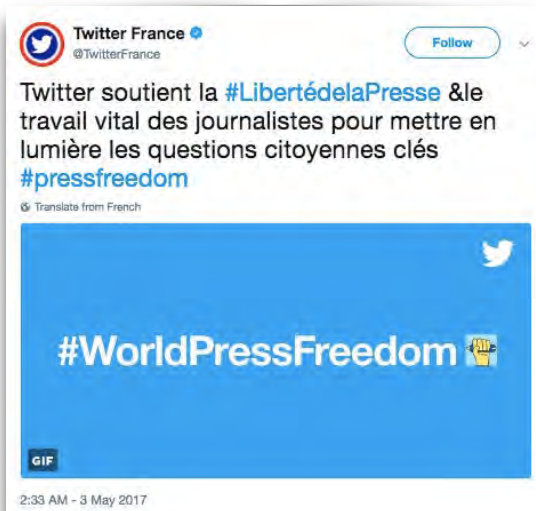 Twitter France
@TwitterFrance
Follow
Twitter soutient la #LibertédelaPresse &le
travail vital des journalistes pour mettre en
lumière les questions citoyennes clés
#pressfreedom
Translate from French
#WorldPressFreedom
GIF
2:33 AM - 3 May 2017